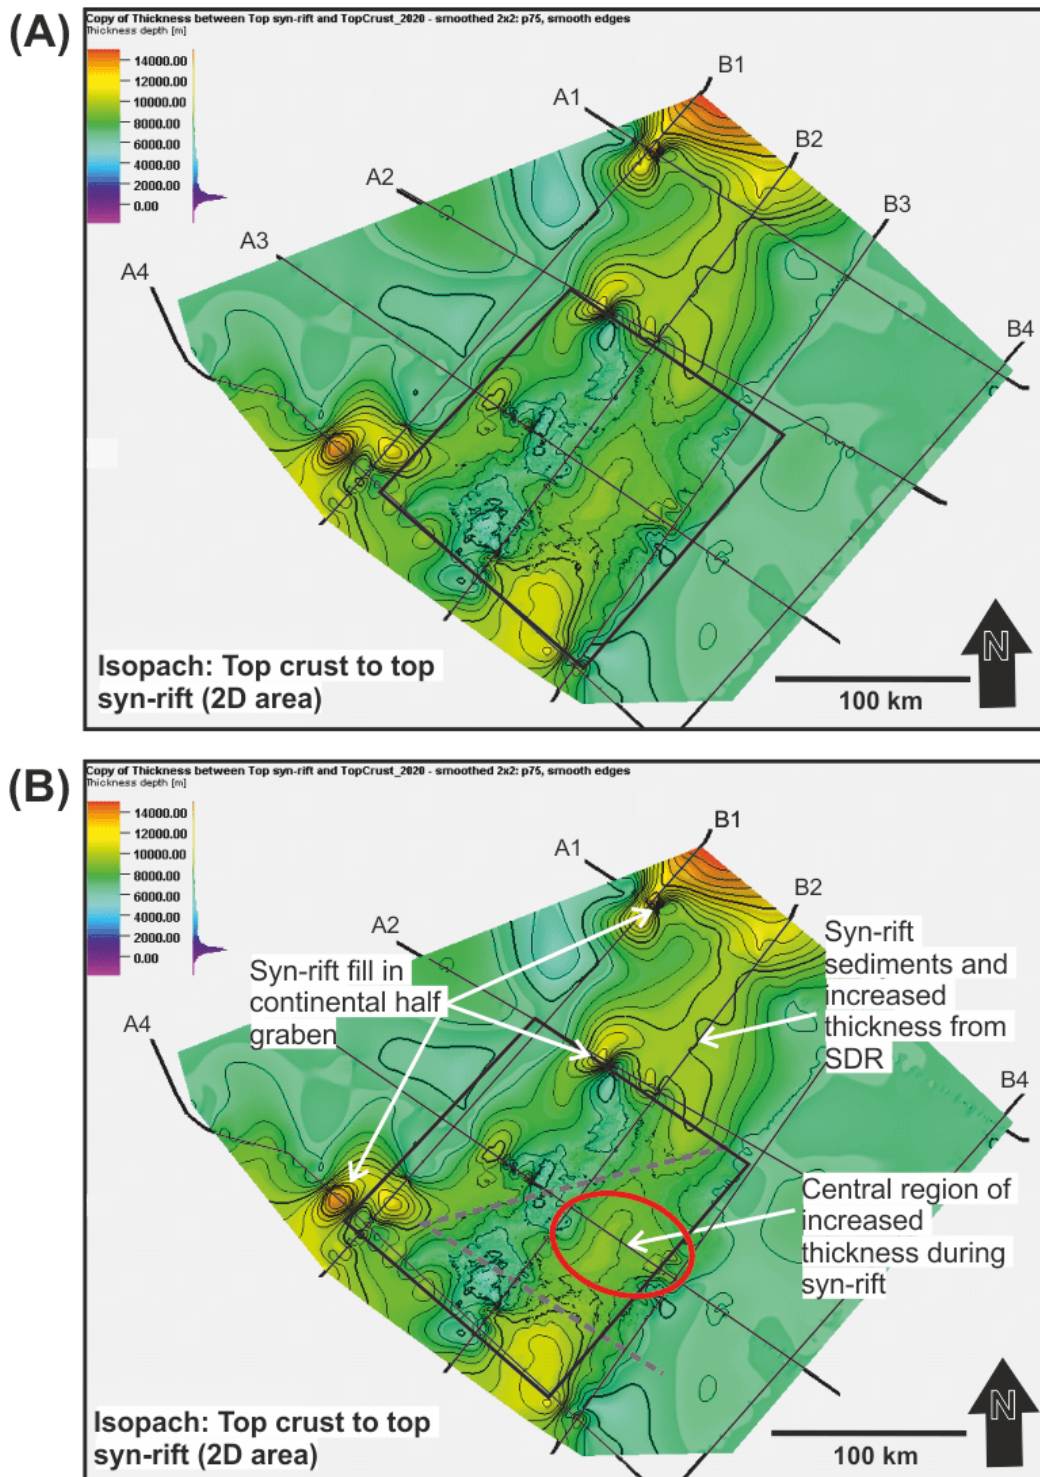 (A)
Copy of Thickness between Top syn-rift and TopCrust_2020 - smoothed 2x2: p75, smooth edges
Thickness depth [m]
14000.00
12000.00
10000.00
8000.00
6000.00
4000.00
2000.00
0.00
B1
A1
B2
A2
B3
A3
A4
B4
Isopach: Top crust to top
syn-rift (2D area)
N
100 km
(B)
Copy of Thickness between Top syn-rift and TopCrust_2020 - smoothed 2x2: p75, smooth edges
Thickness depth [m]
14000.00
12000.00
10000.00
8000.00
6000.00
4000.00
2000.00
0.00
B1
A1
B2
A2
Syn-rift
sediments and
increased
thickness from
SDR
Syn-rift fill in
continental half
graben
A4
B4
Central region of
increased
thickness during
syn-rift
Isopach: Top crust to top
syn-rift (2D area)
N
100 km